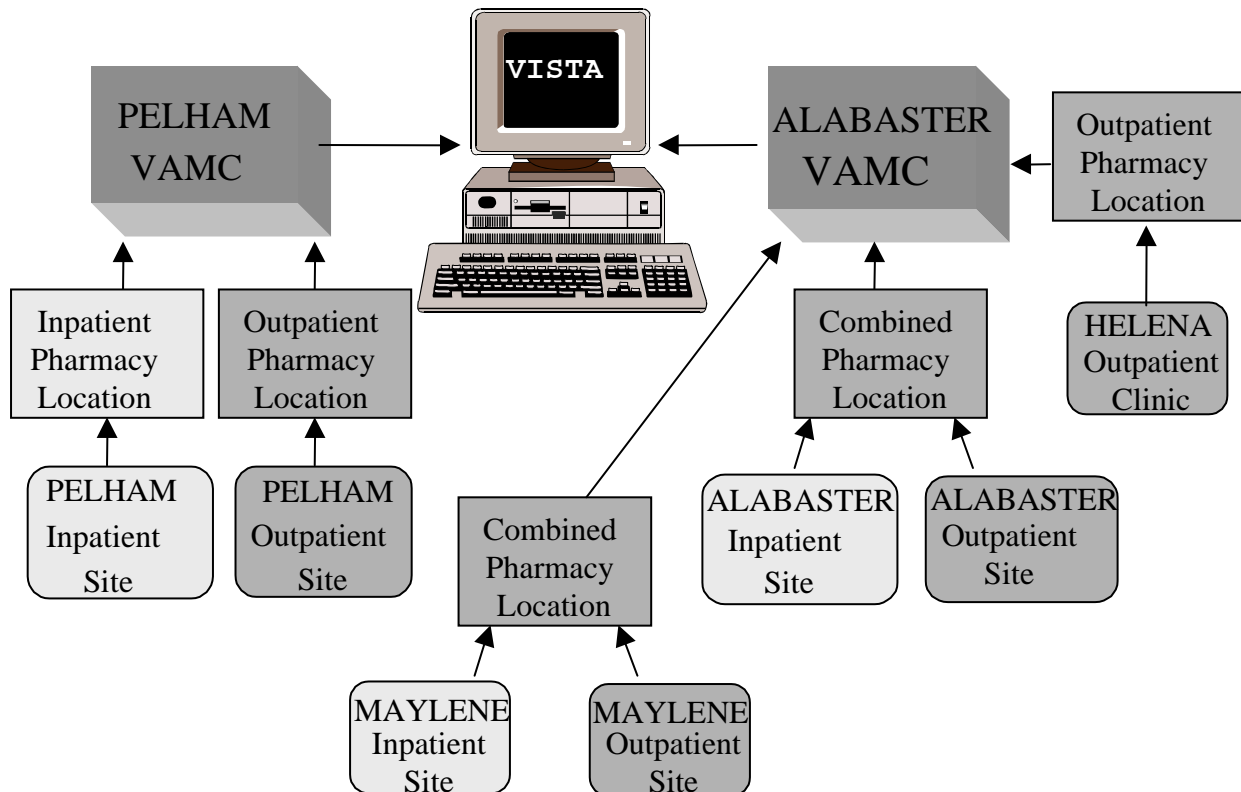 VISTA
PELHAM
VAMC
ALABASTER
VAMC
Outpatient
Pharmacy
Location
Inpatient
Pharmacy
Location
Outpatient
Pharmacy
Location
Combined
Pharmacy
Location
HELENA
Outpatient
Clinic
PELHAM
Inpatient
Site
PELHAM
Outpatient
Site
Combined
Pharmacy
Location
ALABASTER
Inpatient
Site
ALABASTER
Outpatient
Site
MAYLENE
Inpatient
Site
MAYLENE
Outpatient
Site